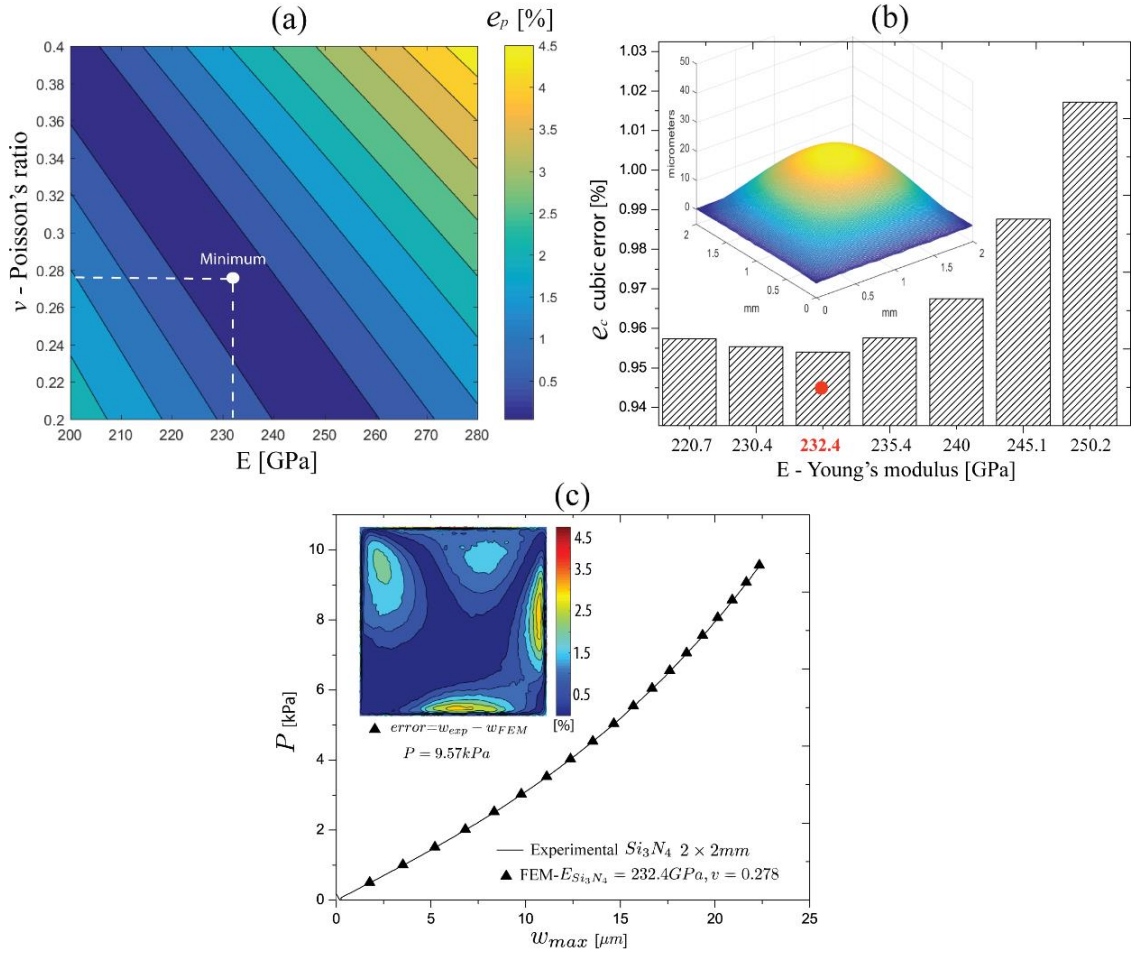 (a)
e_p [%]
0.4
0.38
0.36
0.34
0.32
0.3
0.28
0.26
0.24
0.22
0.2
ν - Poisson's ratio
Minimum
200 210 220 230 240 250 260 270 280
E [GPa]
4.5
4
3.5
3
2.5
2
1.5
1
0.5
(b)
1.03
1.02
1.01
1.00
0.99
0.98
0.97
0.96
0.95
0.94
e_c cubic error [%]
50
40
30
20
10
0
micrometers
2
1.5
1
0.5
0
mm
0
0.5
1
1.5
2
mm
220.7 230.4 232.4 235.4 240 245.1 250.2
E - Young's modulus [GPa]
(c)
10
8
6
4
2
0
P [kPa]
4.5
3.5
2.5
1.5
0.5
[%]
▲ error=w_exp − w_FEM
P = 9.57kPa
Experimental Si₃N₄ 2 × 2mm
▲ FEM-E_Si₃N₄ = 232.4GPa, v = 0.278
0 5 10 15 20 25
w_max [μm]